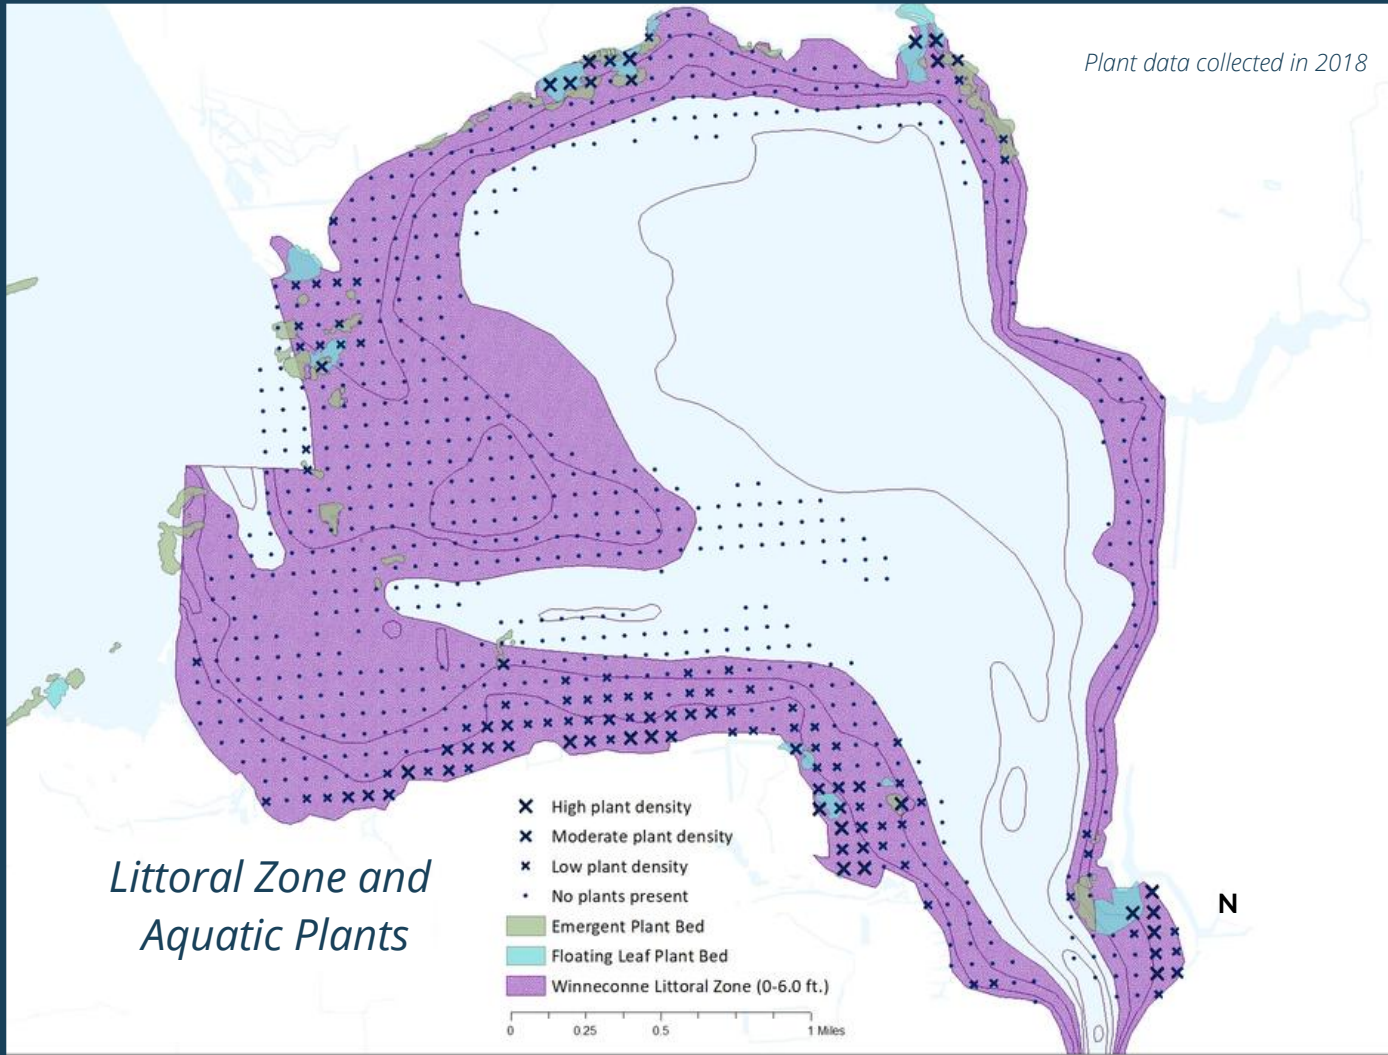 Plant data collected in 2018
High plant density
Moderate plant density
Low plant density
No plants present
Emergent Plant Bed
Floating Leaf Plant Bed
Winneconne Littoral Zone (0-6.0 ft.)
0 0.25 0.5 1 Miles
Littoral Zone and
Aquatic Plants
N